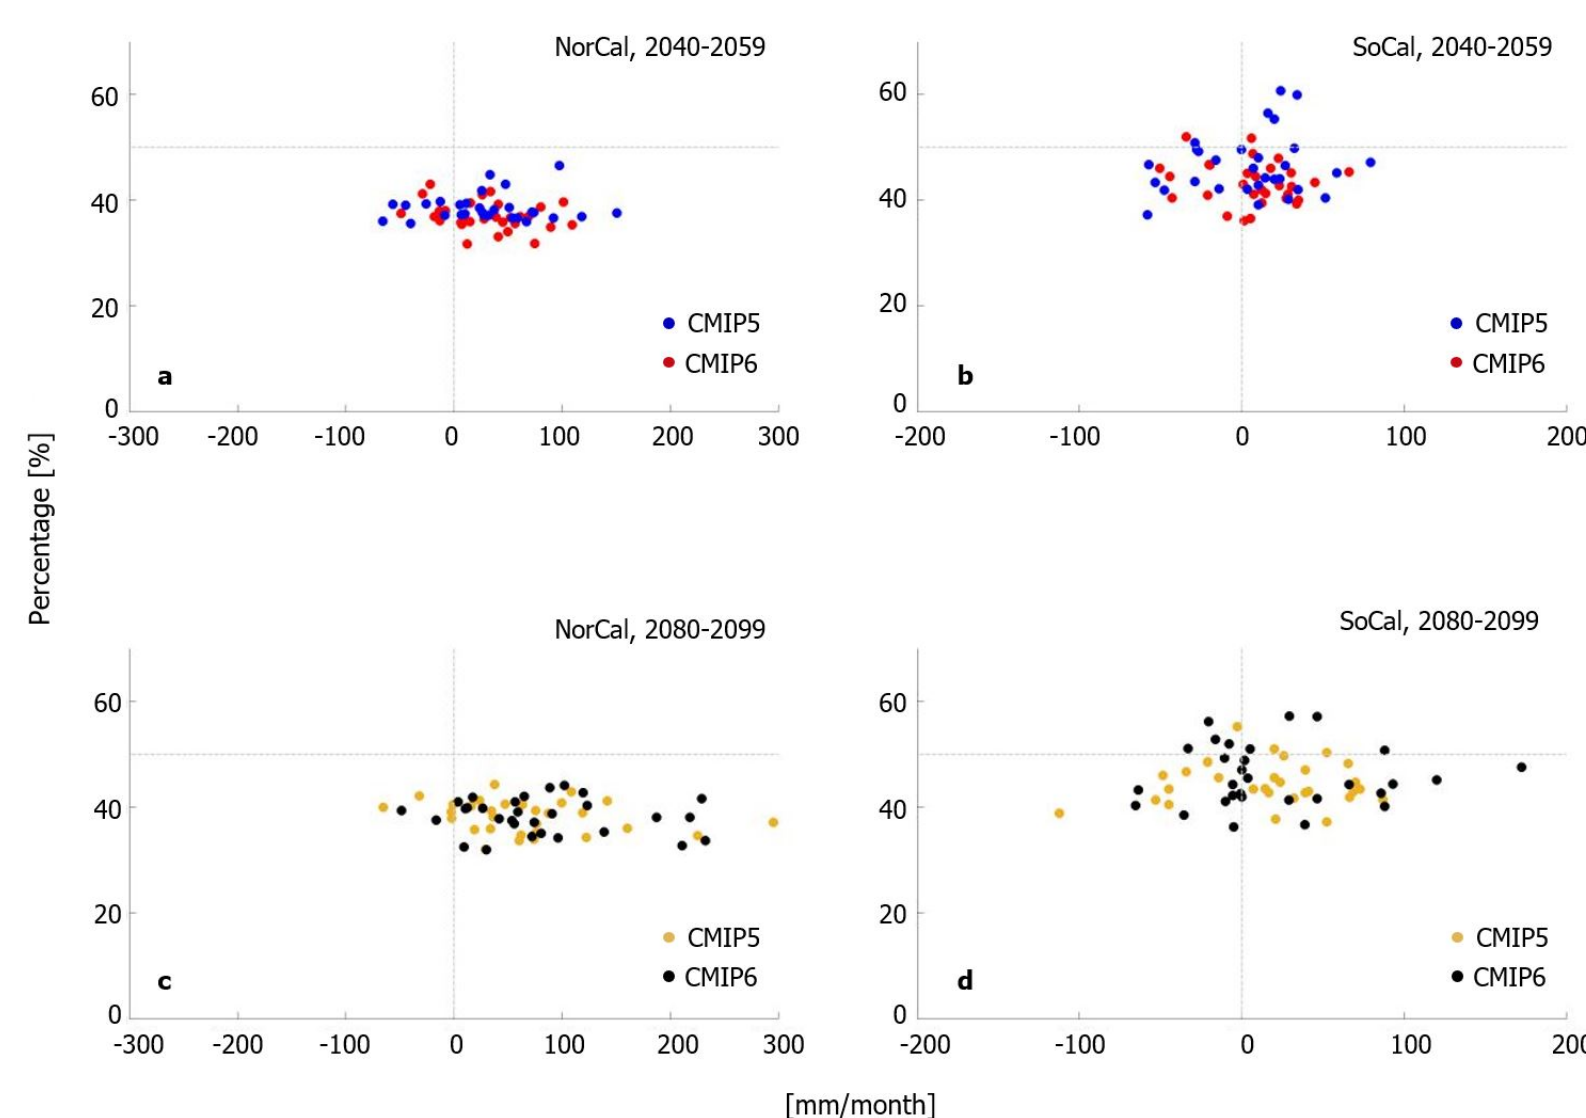 NorCal, 2040-2059
60
40
20
0
CMIP5
CMIP6
a
-300 -200 -100 0 100 200 300
SoCal, 2040-2059
60
40
20
0
CMIP5
CMIP6
b
-200 -100 0 100 200
Percentage [%]
NorCal, 2080-2099
60
40
20
0
CMIP5
CMIP6
c
-300 -200 -100 0 100 200 300
SoCal, 2080-2099
60
40
20
0
CMIP5
CMIP6
d
-200 -100 0 100 200
[mm/month]